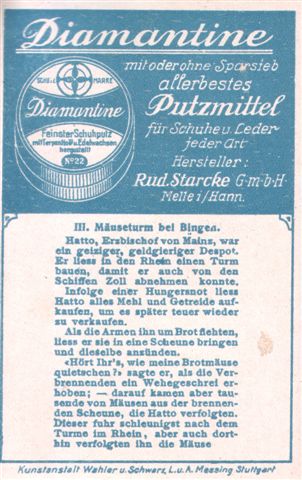 Diamantine
mit oder ohne Sparsieb
allerbestes
Putzmittel
für Schuhe u. Leder
jeder Art
Hersteller:
Rud. Starcke G·m·b·H
Melle i/Hann.
SCHUTZ MARKE
Diamantine
Feinster Schuhputz
mit Terpentinöl u. Edelwachsen
hergestellt
No 22
III. Mäuseturm bei Bingen.
Hatto, Erzbischof von Mainz, war
ein geiziger, geldgieriger Despot.
Er liess in den Rhein einen Turm
bauen, damit er auch von den
Schiffen Zoll abnehmen konnte.
Infolge einer Hungersnot liess
Hatto alles Mehl und Getreide auf-
kaufen, um es später teuer wieder
zu verkaufen.
Als die Armen ihn um Brot flehten,
liess er sie in eine Scheune bringen
und dieselbe anzünden.
«Hört Ihr's, wie meine Brotmäuse
quietschen?» sagte er, als die Ver-
brennenden ein Wehegeschrei er-
hoben; — darauf kamen aber tau-
sende von Mäusen aus der brennen-
den Scheune, die Hatto verfolgten.
Dieser fuhr schleunigst nach dem
Turme im Rhein, aber auch dort-
hin verfolgten ihn die Mäuse
Kunstanstalt Wahler u. Schwarz, L. u. A. Messing Stuttgart